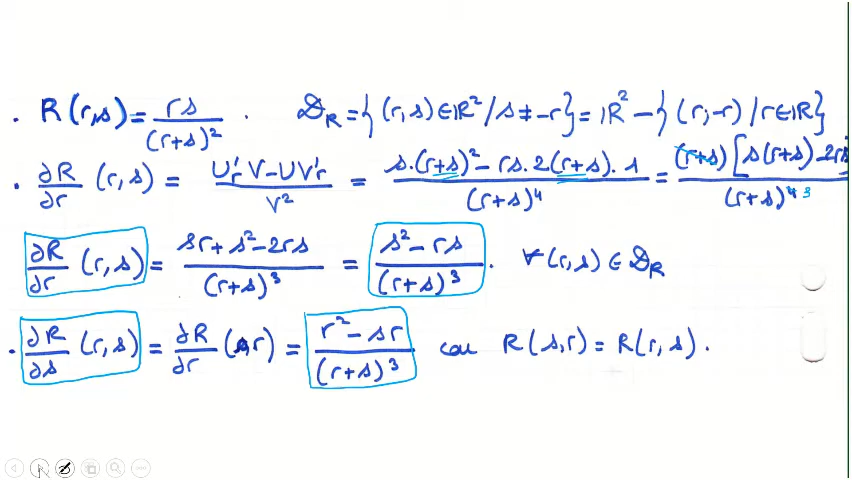 . R(r,s) = rs/(r+s)² . 𝒟_R = { (r,s) ∈ ℝ² / s ≠ -r } = ℝ² - { (r,-r) / r ∈ ℝ }
. ∂R/∂r (r,s) = (U'_r V - U V'_r)/V² = (s.(r+s)² - rs.2(r+s).1)/(r+s)⁴ = (r+s)[s(r+s) - 2rs/(r+s)⁴ ³
∂R/∂r (r,s) = (sr + s² - 2rs)/(r+s)³ = (s² - rs)/(r+s)³ . ∀(r,s) ∈ 𝒟_R
. ∂R/∂s (r,s) = ∂R/∂r (s,r) = (r² - sr)/(r+s)³ car R(s,r) = R(r,s).